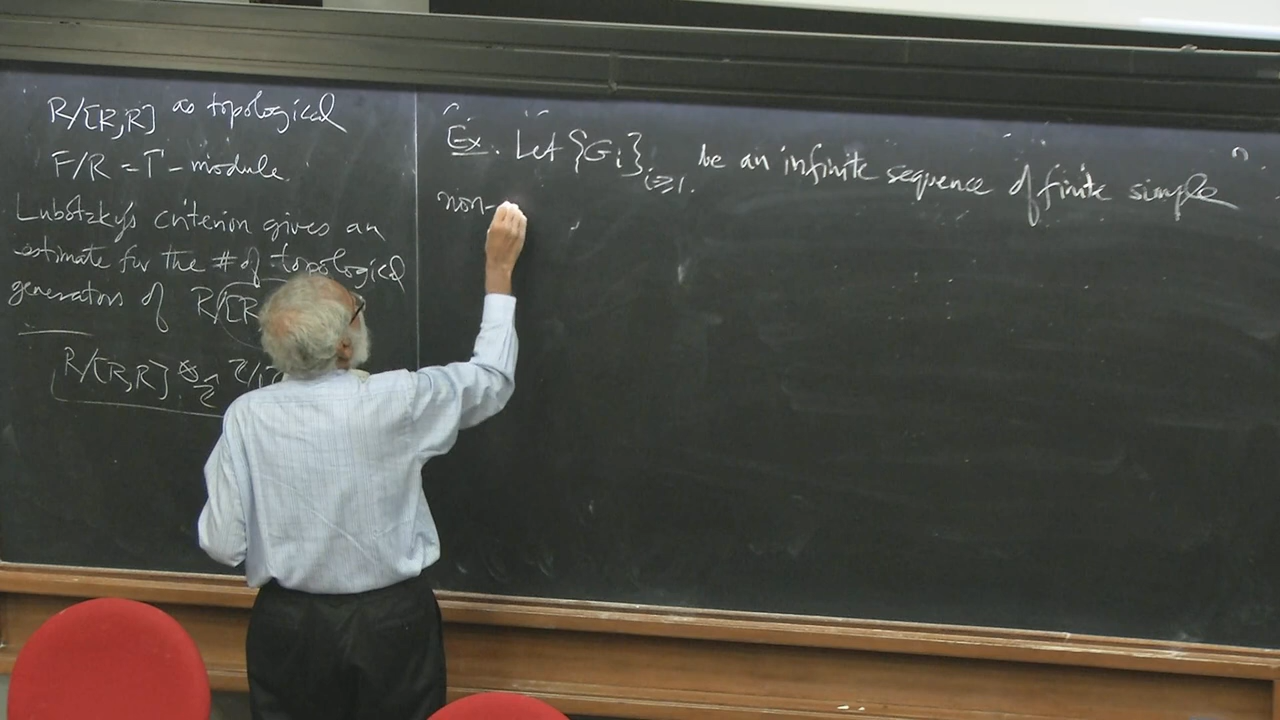 R/[R,R] as topological
F/R = Γ - module.
Lubotzky's criterion gives an
estimate for the # of topological
generators of R/[R
R/[R,R] ⊗_Ẑ Z/
Ex. Let {G_i}_{i≥1}. be an infinite sequence of finite simple
non-